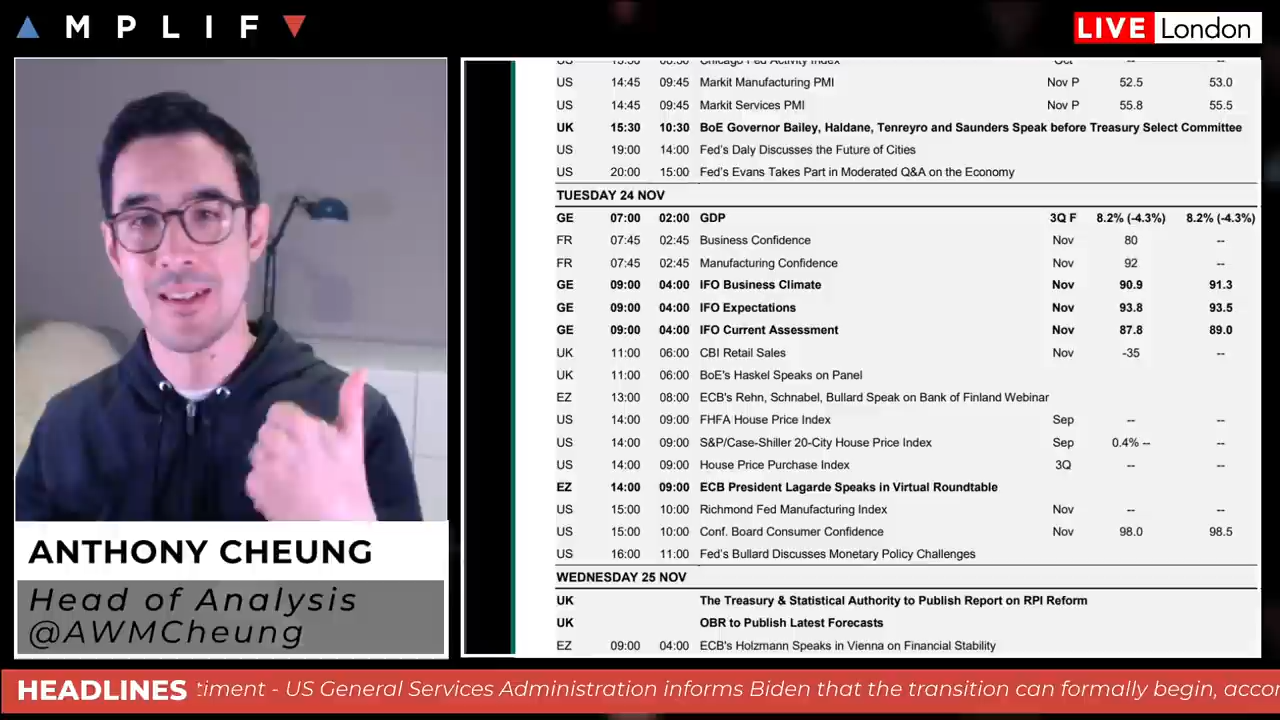 AMPLIFY
LIVE London
US 13:30 08:30 Chicago Fed Activity Index Oct -- --
US 14:45 09:45 Markit Manufacturing PMI Nov P 52.5 53.0
US 14:45 09:45 Markit Services PMI Nov P 55.8 55.5
UK 15:30 10:30 BoE Governor Bailey, Haldane, Tenreyro and Saunders Speak before Treasury Select Committee
US 19:00 14:00 Fed's Daly Discusses the Future of Cities
US 20:00 15:00 Fed's Evans Takes Part in Moderated Q&A on the Economy
TUESDAY 24 NOV
GE 07:00 02:00 GDP 3Q F 8.2% (-4.3%) 8.2% (-4.3%)
FR 07:45 02:45 Business Confidence Nov 80 --
FR 07:45 02:45 Manufacturing Confidence Nov 92 --
GE 09:00 04:00 IFO Business Climate Nov 90.9 91.3
GE 09:00 04:00 IFO Expectations Nov 93.8 93.5
GE 09:00 04:00 IFO Current Assessment Nov 87.8 89.0
UK 11:00 06:00 CBI Retail Sales Nov -35 --
UK 11:00 06:00 BoE's Haskel Speaks on Panel
EZ 13:00 08:00 ECB's Rehn, Schnabel, Bullard Speak on Bank of Finland Webinar
US 14:00 09:00 FHFA House Price Index Sep -- --
US 14:00 09:00 S&P/Case-Shiller 20-City House Price Index Sep 0.4% -- --
US 14:00 09:00 House Price Purchase Index 3Q -- --
EZ 14:00 09:00 ECB President Lagarde Speaks in Virtual Roundtable
US 15:00 10:00 Richmond Fed Manufacturing Index Nov -- --
US 15:00 10:00 Conf. Board Consumer Confidence Nov 98.0 98.5
US 16:00 11:00 Fed's Bullard Discusses Monetary Policy Challenges
WEDNESDAY 25 NOV
UK The Treasury & Statistical Authority to Publish Report on RPI Reform
UK OBR to Publish Latest Forecasts
EZ 09:00 04:00 ECB's Holzmann Speaks in Vienna on Financial Stability
ANTHONY CHEUNG
Head of Analysis
@AWMCheung
HEADLINES timent - US General Services Administration informs Biden that the transition can formally begin, accor